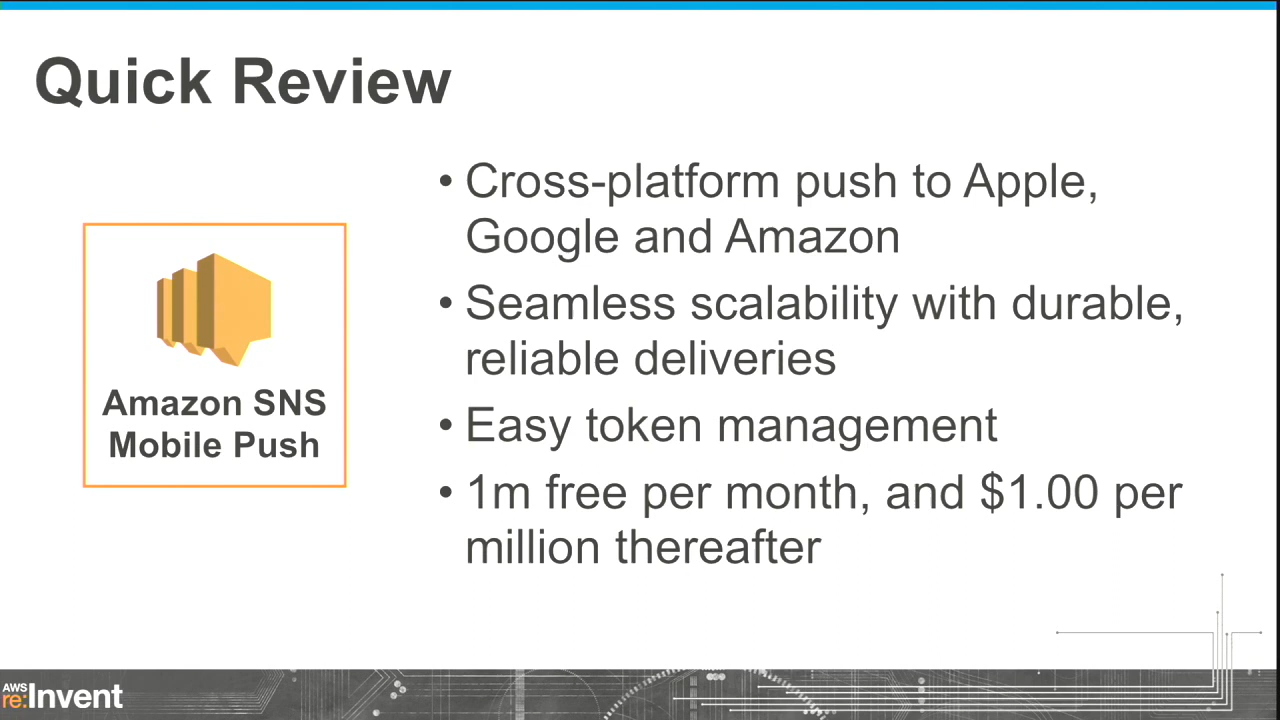 Quick Review
• Cross-platform push to Apple,
Google and Amazon
• Seamless scalability with durable,
reliable deliveries
• Easy token management
• 1m free per month, and $1.00 per
million thereafter
Amazon SNS
Mobile Push
AWS
re:Invent